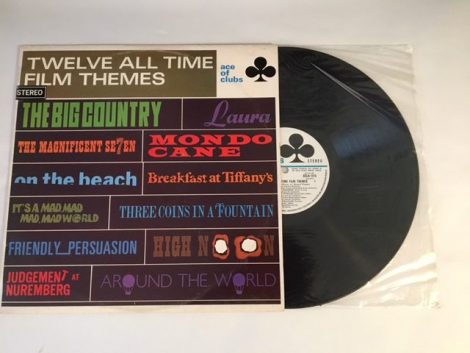 TWELVE ALL TIME
FILM THEMES
ace
of
clubs
STEREO
THE BIG COUNTRY
Laura
THE MAGNIFICENT SE7EN
MONDO
CANE
on the beach
Breakfast at Tiffany's
IT'S A MAD MAD
MAD, MAD WORLD
THREE COINS IN A FOUNTAIN
FRIENDLY PERSUASION
HIGH NOON
JUDGEMENT AT
NUREMBERG
AROUND THE WORLD
STEREO